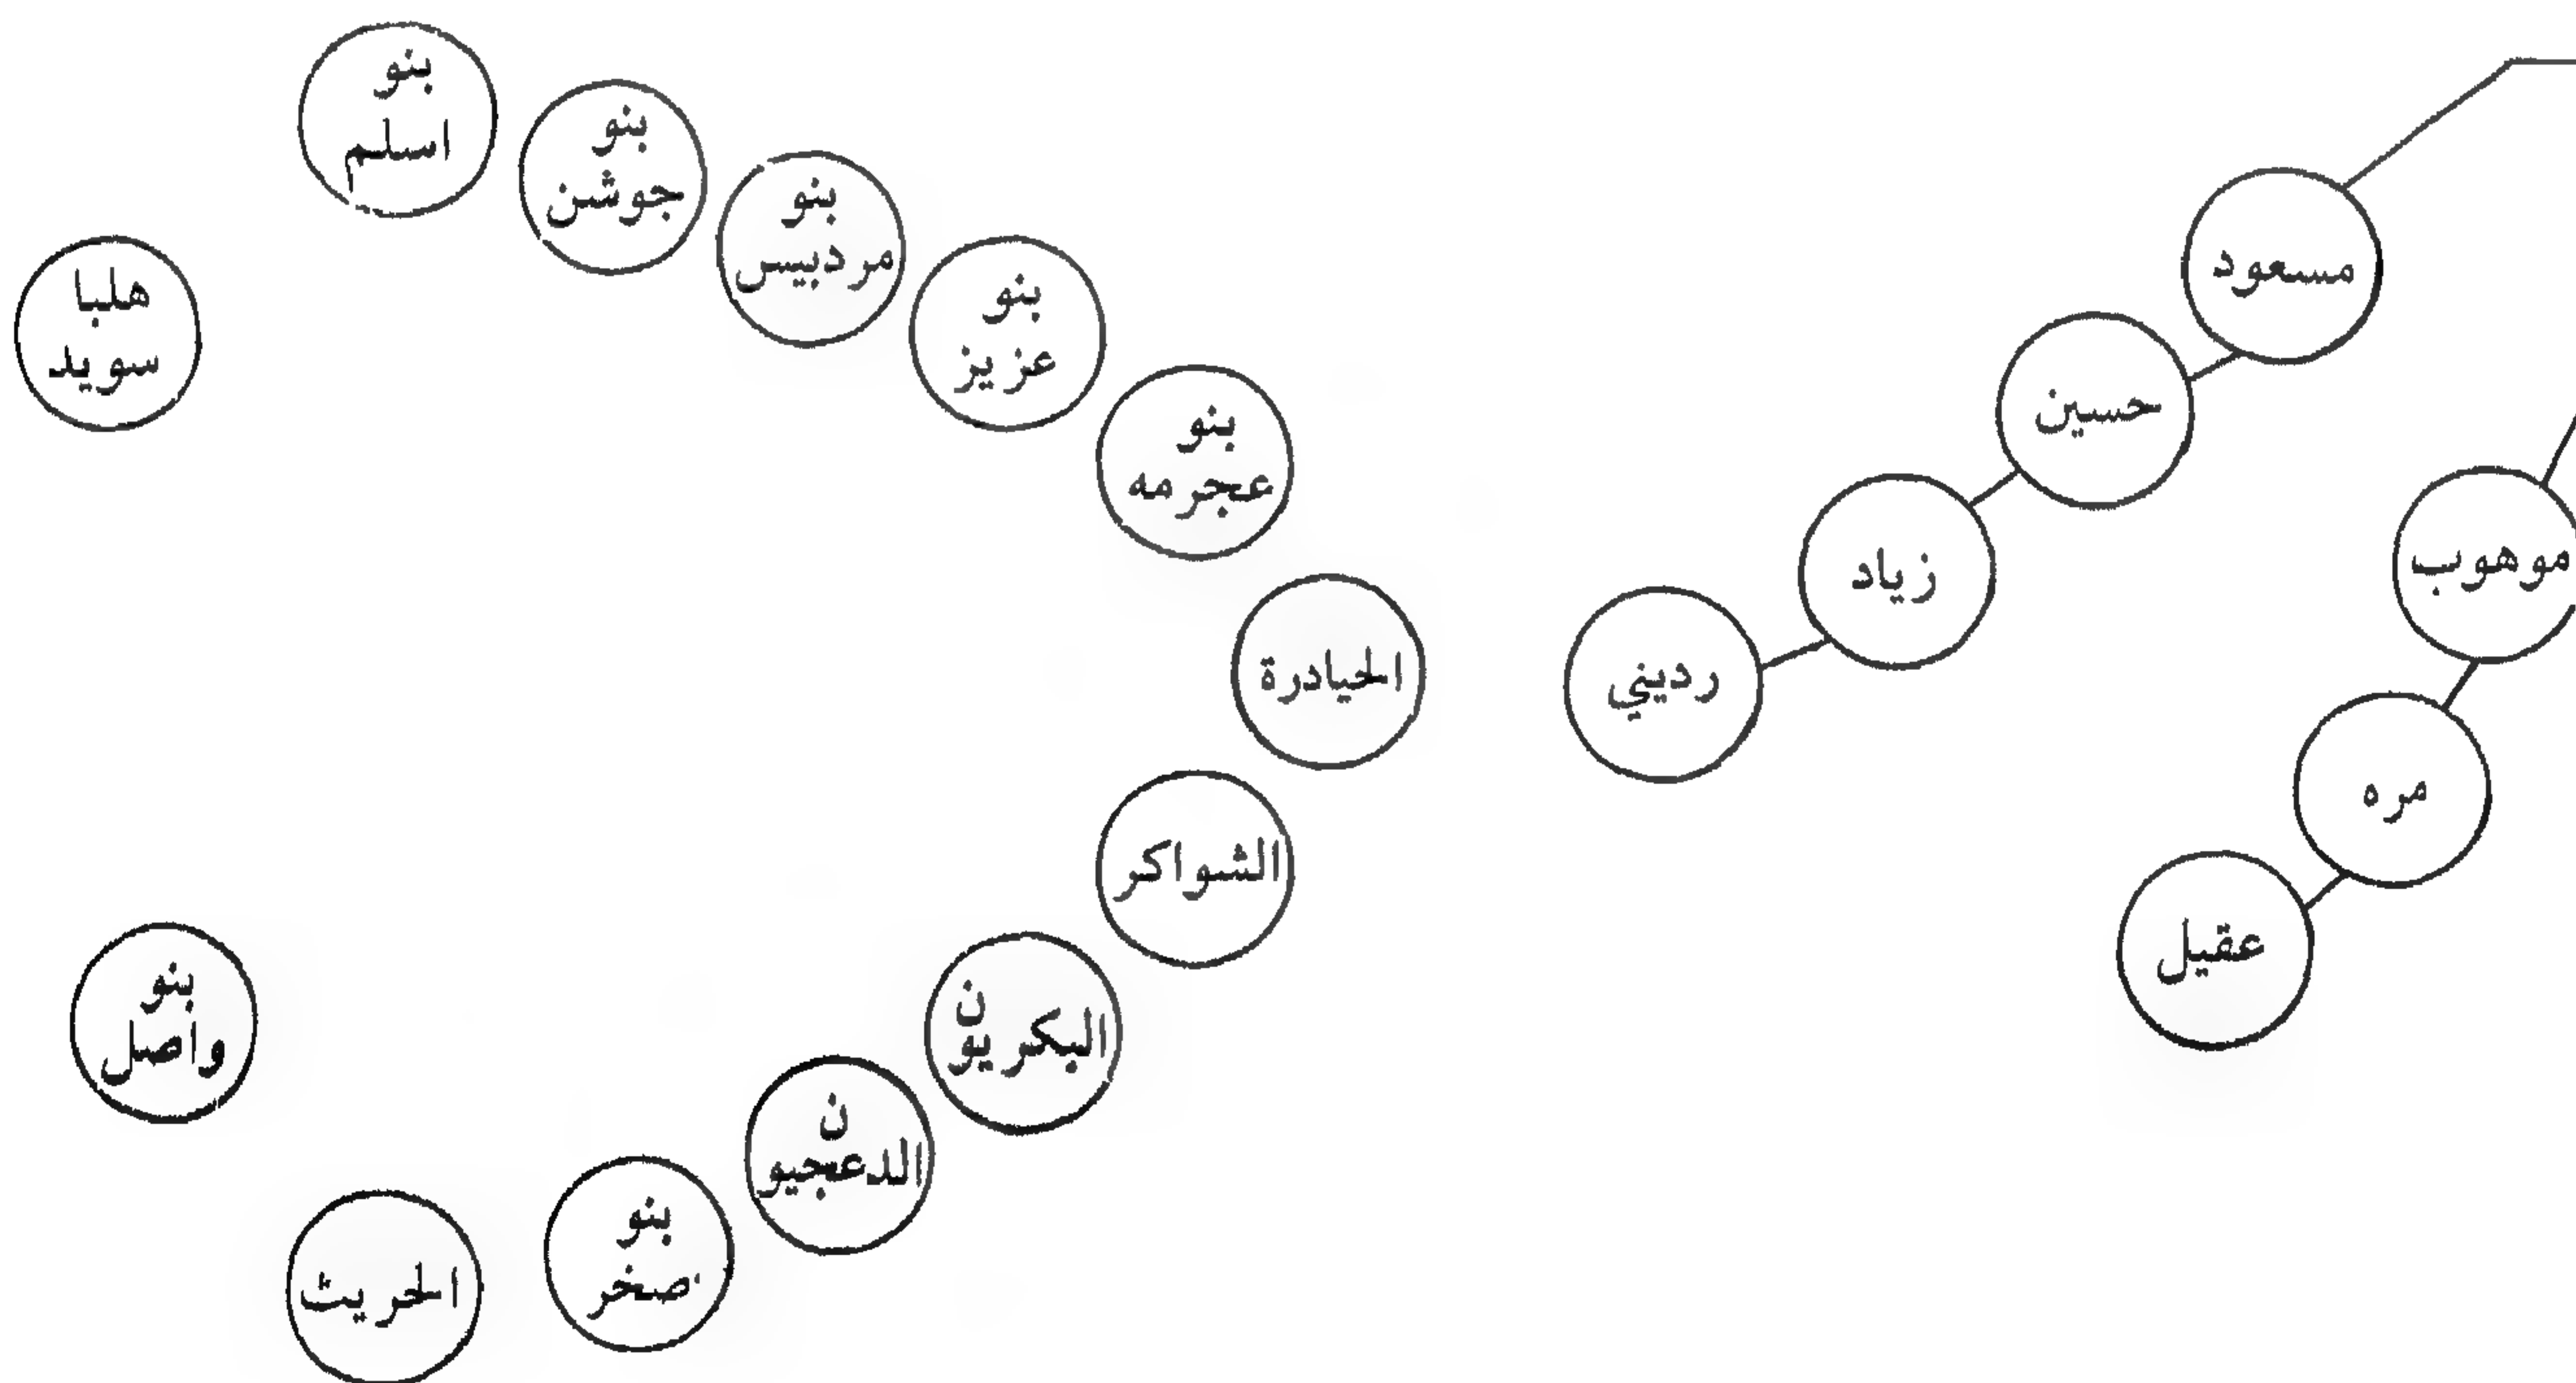 بنو
اسلم
بنو
جوشن
بنو
مردبيس
بنو
عزيز
بنو
عجرمه
الحيادرة
الشواكر
البكريون
الدعجيون
بنو
صخر
الحريث
بنو
واصل
هلبا
سويد
مسعود
حسين
زياد
رديني
موهوب
مره
عقيل